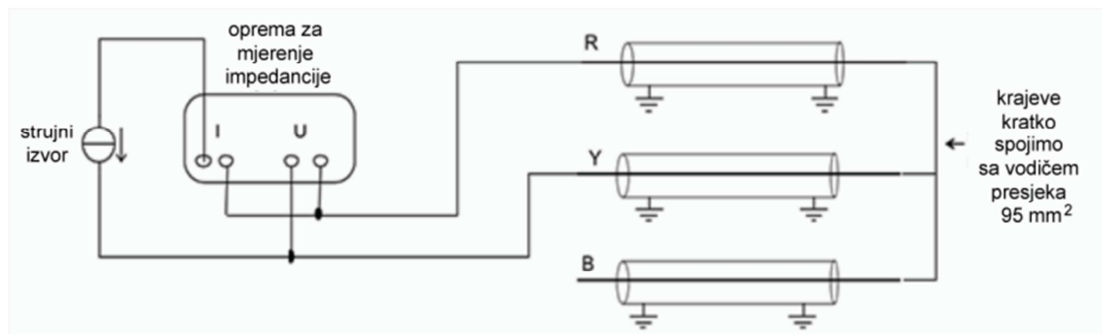 oprema za
mjerenje
impedancije
strujni
izvor
I U
R
Y
B
krajeve
kratko
spojimo
sa vodičem
presjeka
95 mm²